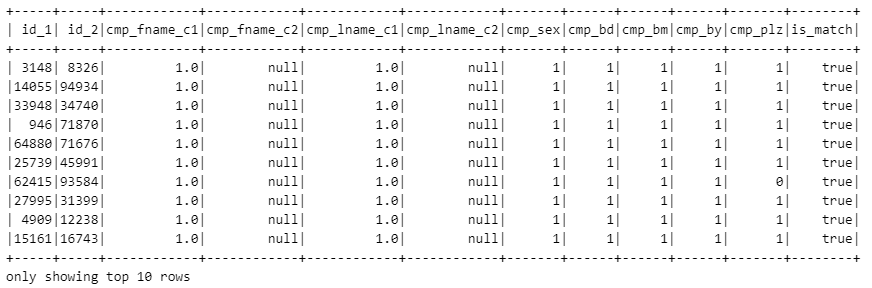 +-----+-----+------------+------------+------------+------------+-------+------+------+------+-------+--------+
| id_1| id_2|cmp_fname_c1|cmp_fname_c2|cmp_lname_c1|cmp_lname_c2|cmp_sex|cmp_bd|cmp_bm|cmp_by|cmp_plz|is_match|
+-----+-----+------------+------------+------------+------------+-------+------+------+------+-------+--------+
| 3148| 8326|         1.0|        null|         1.0|        null|      1|     1|     1|     1|      1|    true|
|14055|94934|         1.0|        null|         1.0|        null|      1|     1|     1|     1|      1|    true|
|33948|34740|         1.0|        null|         1.0|        null|      1|     1|     1|     1|      1|    true|
|  946|71870|         1.0|        null|         1.0|        null|      1|     1|     1|     1|      1|    true|
|64880|71676|         1.0|        null|         1.0|        null|      1|     1|     1|     1|      1|    true|
|25739|45991|         1.0|        null|         1.0|        null|      1|     1|     1|     1|      1|    true|
|62415|93584|         1.0|        null|         1.0|        null|      1|     1|     1|     1|      0|    true|
|27995|31399|         1.0|        null|         1.0|        null|      1|     1|     1|     1|      1|    true|
| 4909|12238|         1.0|        null|         1.0|        null|      1|     1|     1|     1|      1|    true|
|15161|16743|         1.0|        null|         1.0|        null|      1|     1|     1|     1|      1|    true|
+-----+-----+------------+------------+------------+------------+-------+------+------+------+-------+--------+
only showing top 10 rows